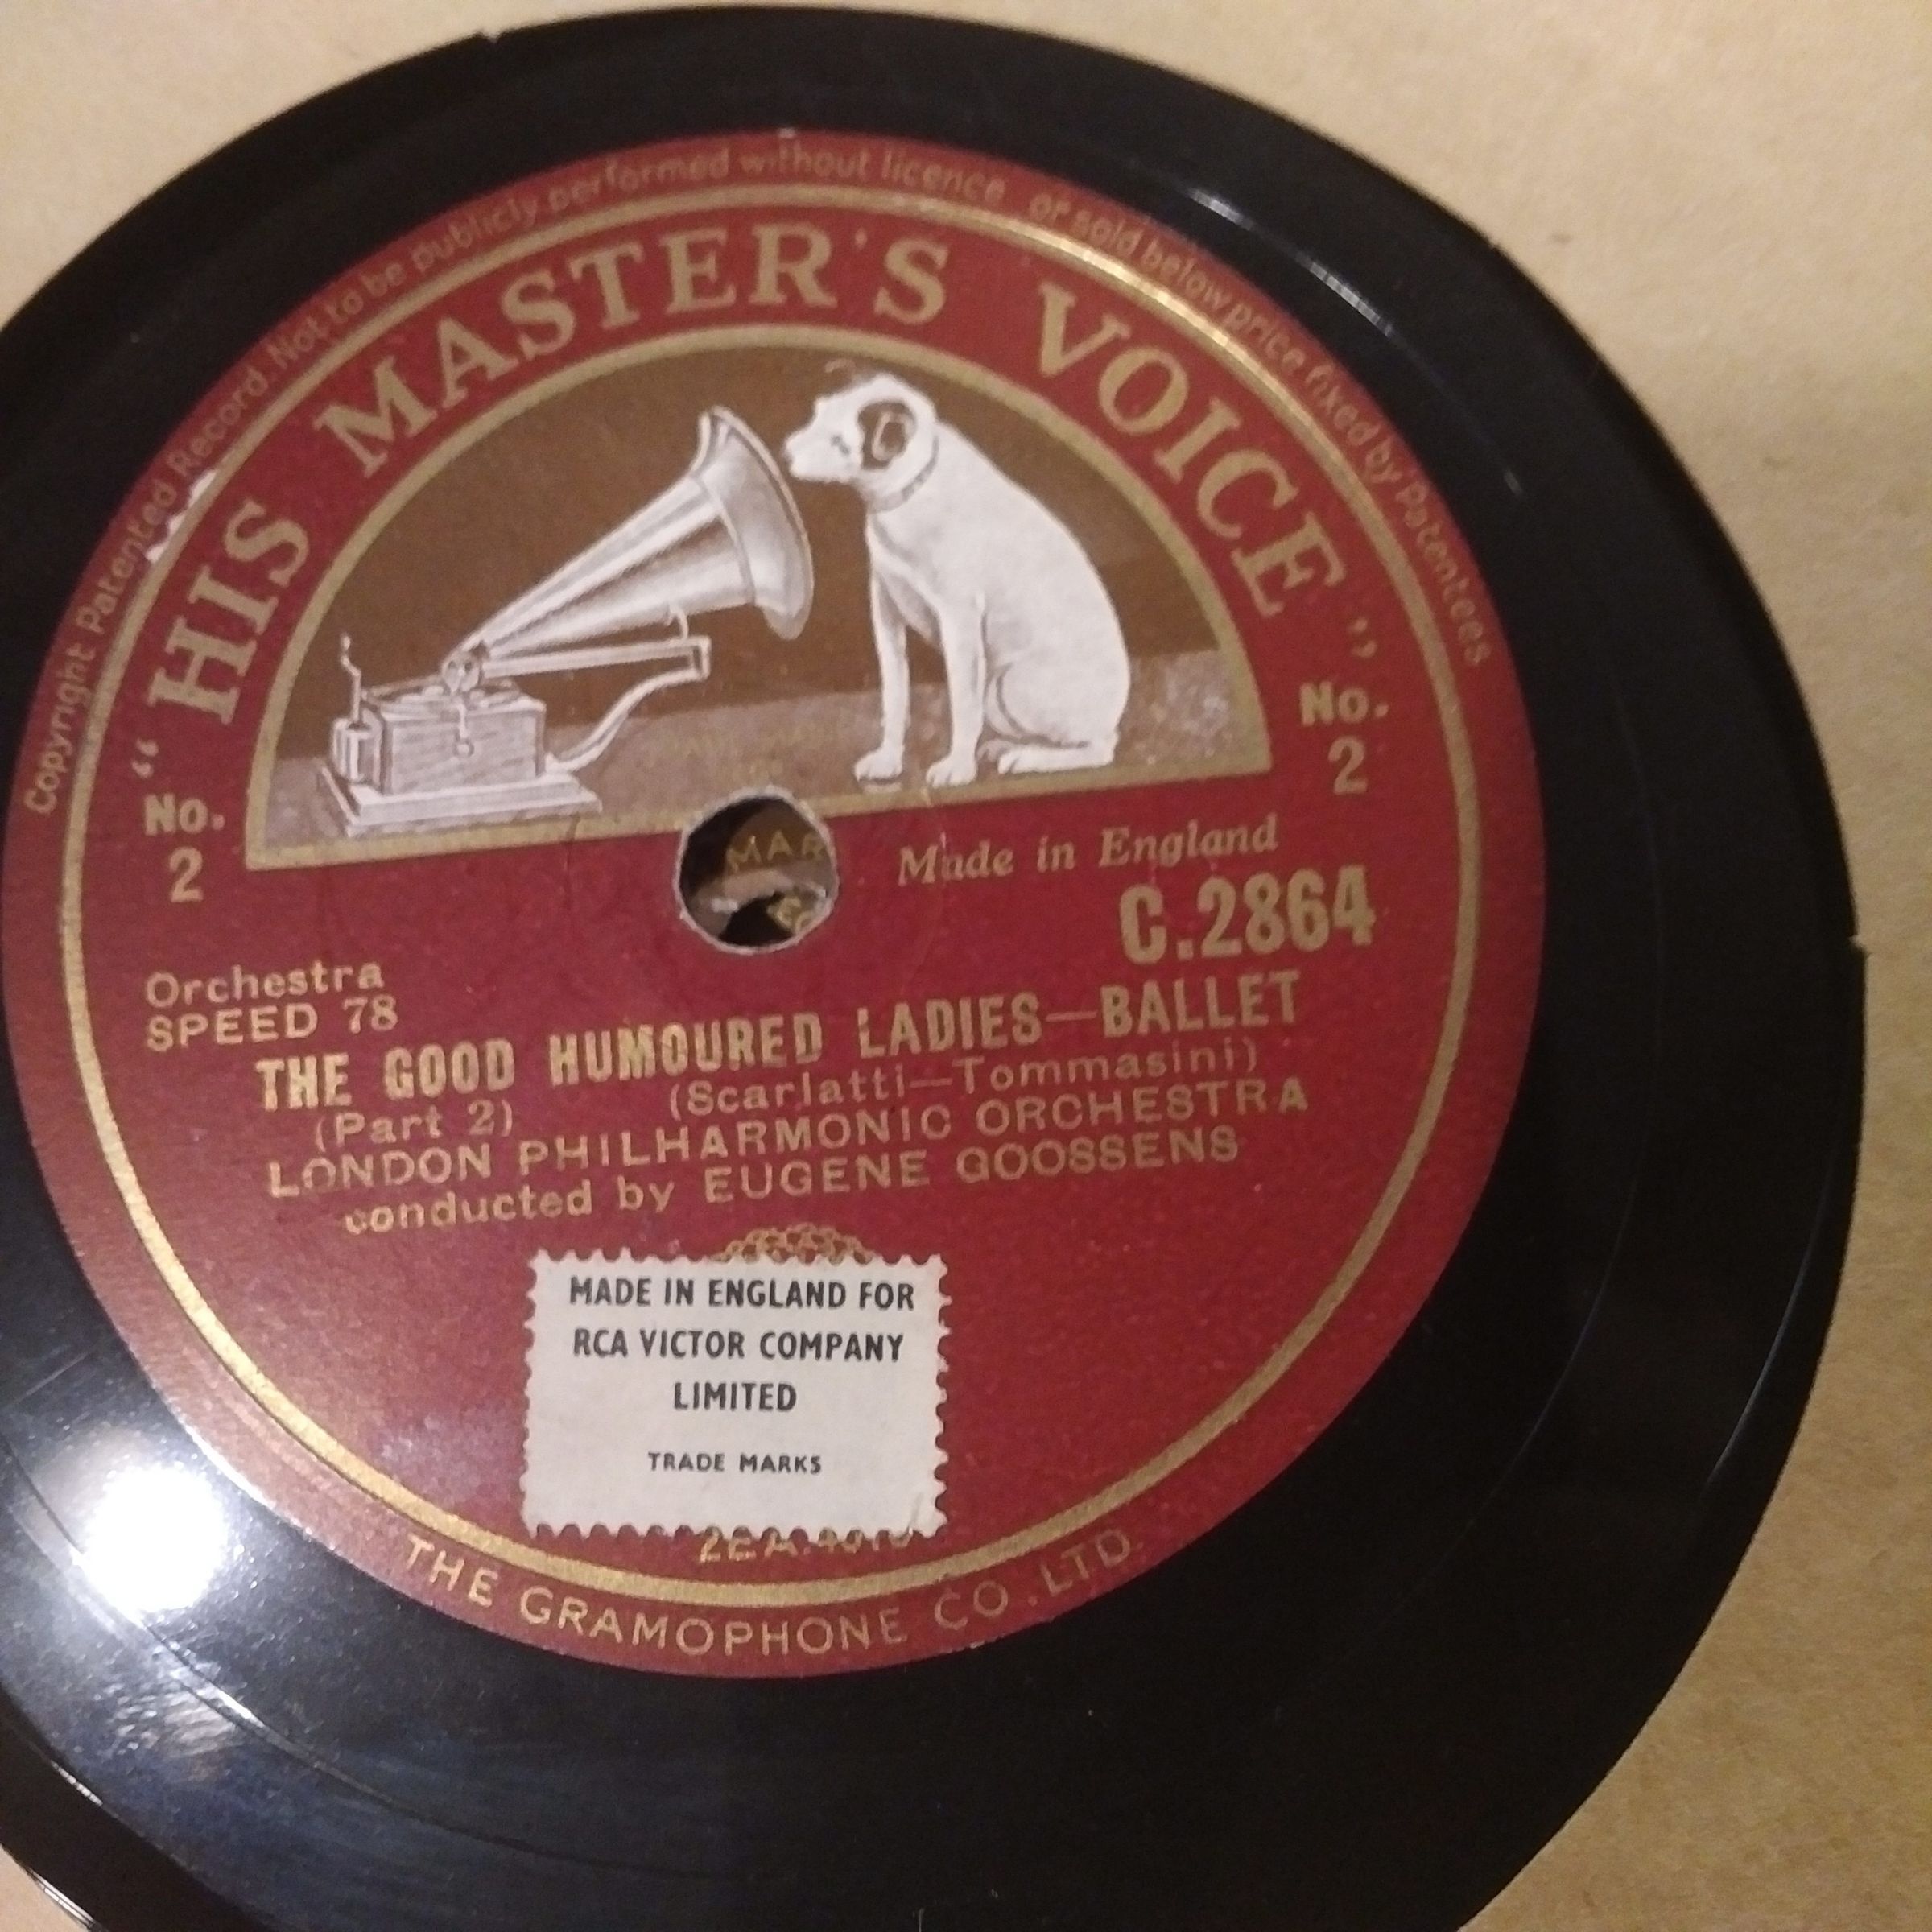 Copyright Patented Record. Not to be publicly performed without licence or sold below price fixed by Patentees
"HIS MASTER'S VOICE"
No. 2
No. 2
MAR
Made in England
C.2864
Orchestra
SPEED 78
THE GOOD HUMOURED LADIES—BALLET
(Part 2) (Scarlatti—Tommasini)
LONDON PHILHARMONIC ORCHESTRA
conducted by EUGENE GOOSSENS
MADE IN ENGLAND FOR
RCA VICTOR COMPANY
LIMITED
TRADE MARKS
THE GRAMOPHONE CO. LTD.